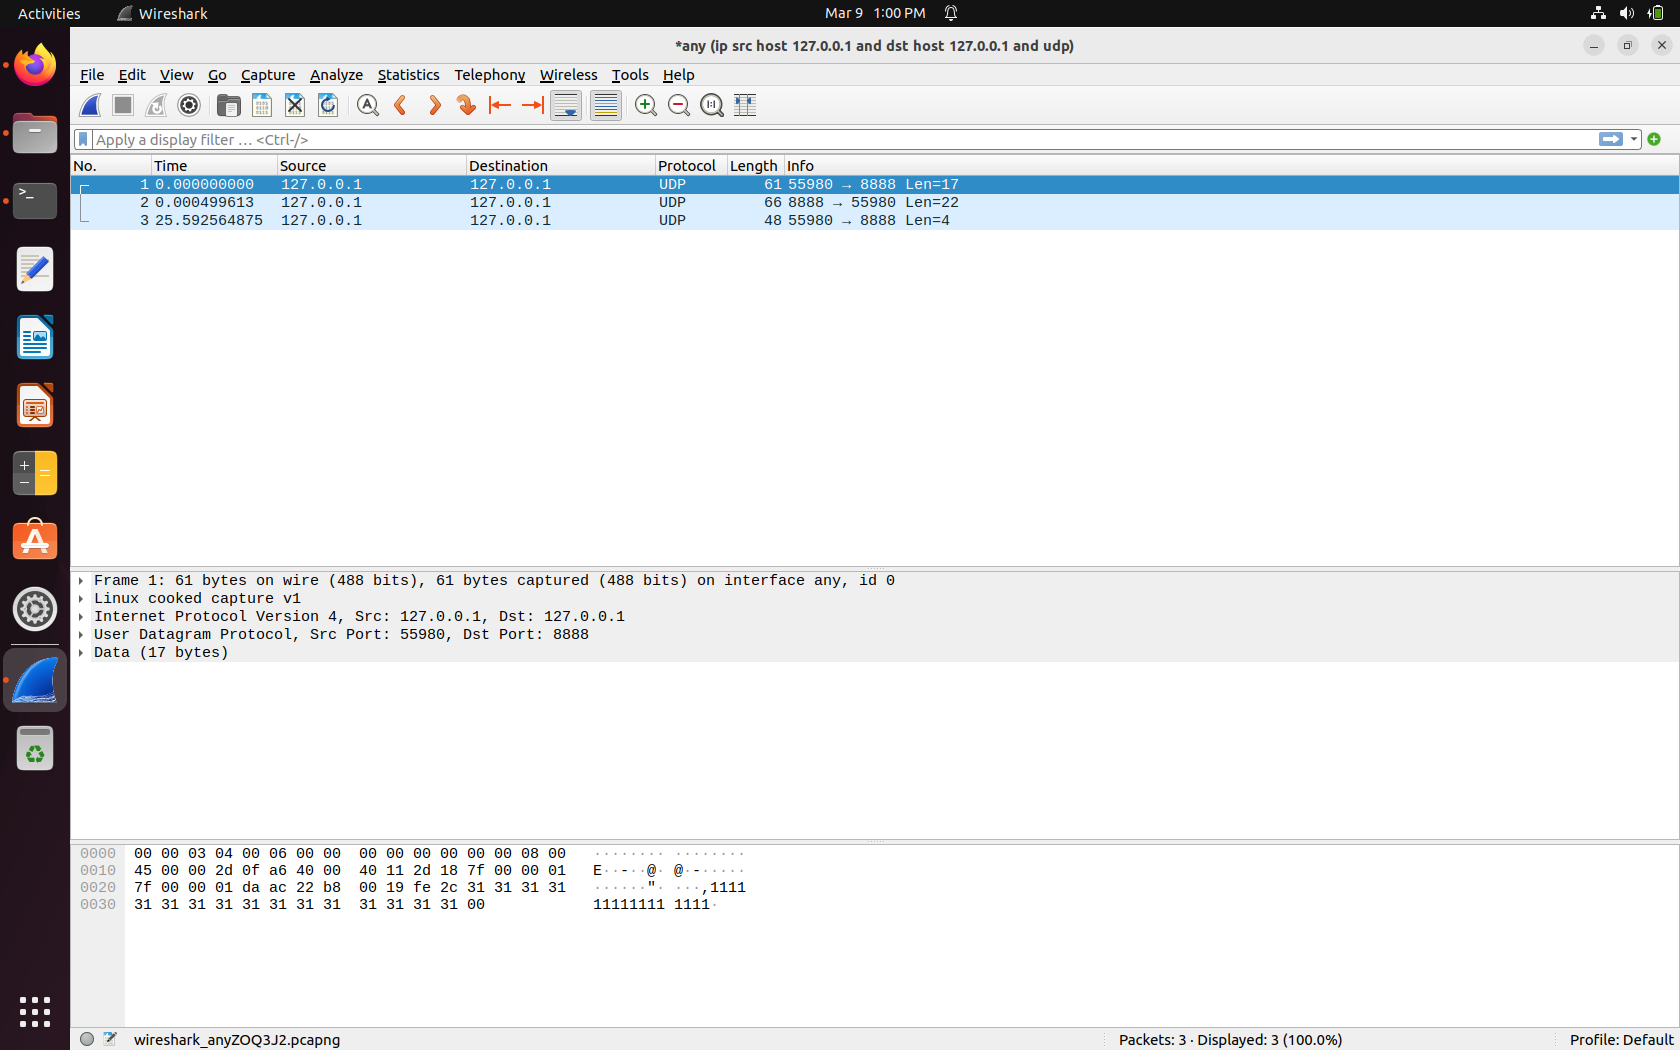 Activities Wireshark Mar 9 1:00 PM
*any (ip src host 127.0.0.1 and dst host 127.0.0.1 and udp)
File Edit View Go Capture Analyze Statistics Telephony Wireless Tools Help
Apply a display filter … <Ctrl-/>
No. Time Source Destination Protocol Length Info
1 0.000000000 127.0.0.1 127.0.0.1 UDP 61 55980 → 8888 Len=17
2 0.000499613 127.0.0.1 127.0.0.1 UDP 66 8888 → 55980 Len=22
3 25.592564875 127.0.0.1 127.0.0.1 UDP 48 55980 → 8888 Len=4
Frame 1: 61 bytes on wire (488 bits), 61 bytes captured (488 bits) on interface any, id 0
Linux cooked capture v1
Internet Protocol Version 4, Src: 127.0.0.1, Dst: 127.0.0.1
User Datagram Protocol, Src Port: 55980, Dst Port: 8888
Data (17 bytes)
0000 00 00 03 04 00 06 00 00 00 00 00 00 00 00 08 00 ········ ········
0010 45 00 00 2d 0f a6 40 00 40 11 2d 18 7f 00 00 01 E··-··@· @·-·····
0020 7f 00 00 01 da ac 22 b8 00 19 fe 2c 31 31 31 31 ······"· ···,1111
0030 31 31 31 31 31 31 31 31 31 31 31 31 00 11111111 1111·
wireshark_anyZOQ3J2.pcapng Packets: 3 · Displayed: 3 (100.0%) Profile: Default